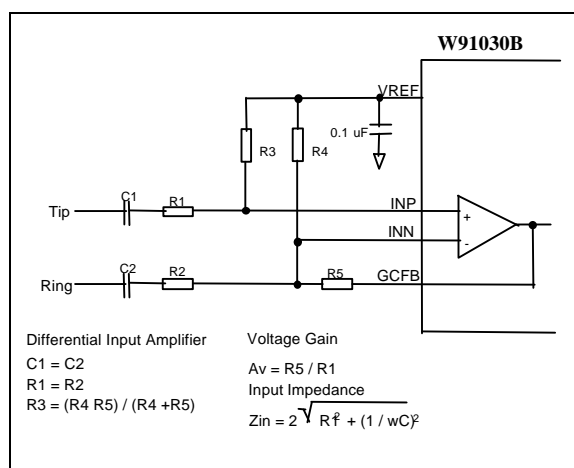 W91030B
VREF
0.1 uF
R3
R4
C1
R1
Tip
INP
+
INN
-
C2
R2
R5
GCFB
Ring
Differential Input Amplifier
C1 = C2
R1 = R2
R3 = (R4 R5) / (R4 +R5)
Voltage Gain
Av = R5 / R1
Input Impedance
Zin = 2 √ R1² + (1 / wC)²